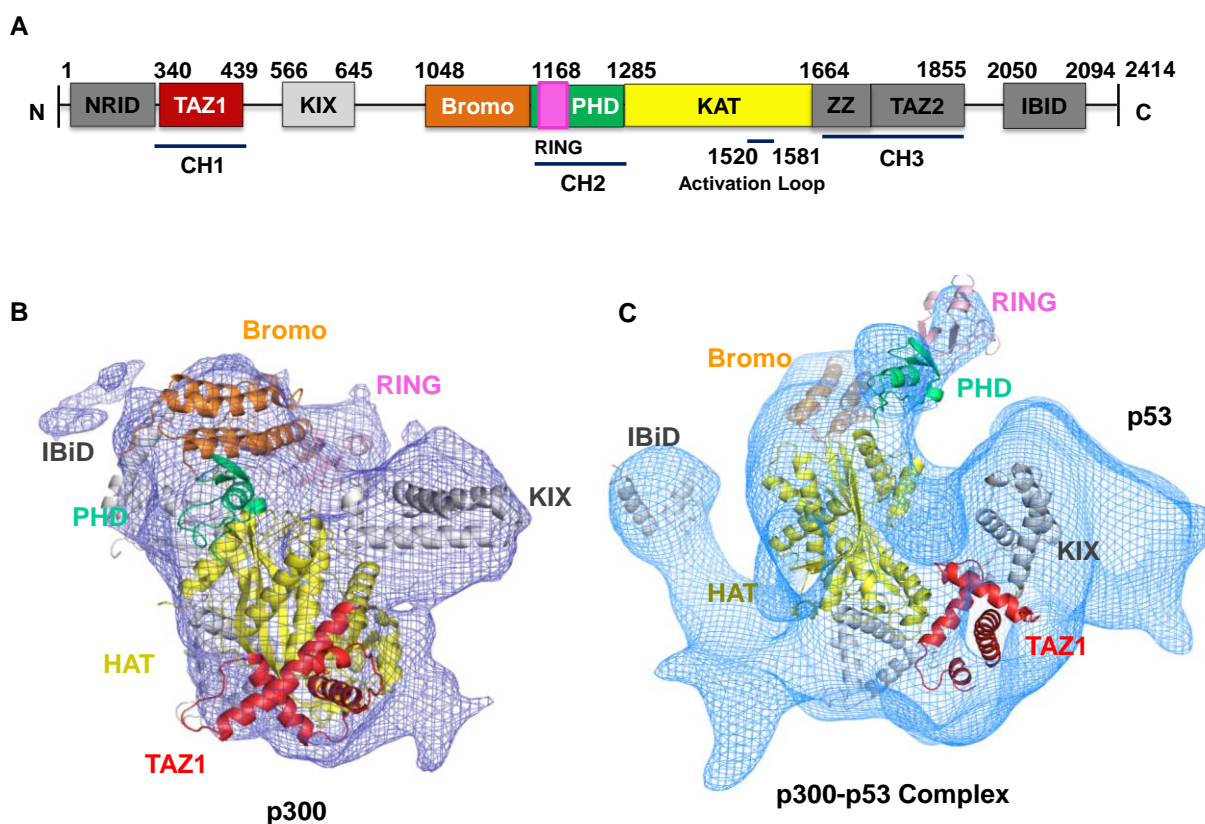 A
1 340 439 566 645 1048 1168 1285 1664 1855 2050 2094 2414
N NRID TAZ1 KIX Bromo PHD KAT ZZ TAZ2 IBID C
RING
CH1 CH2 1520 1581 CH3
Activation Loop
B
Bromo
RING
IBiD
KIX
PHD
HAT
TAZ1
p300
C
RING
Bromo
PHD
p53
IBiD
KIX
HAT
TAZ1
p300-p53 Complex